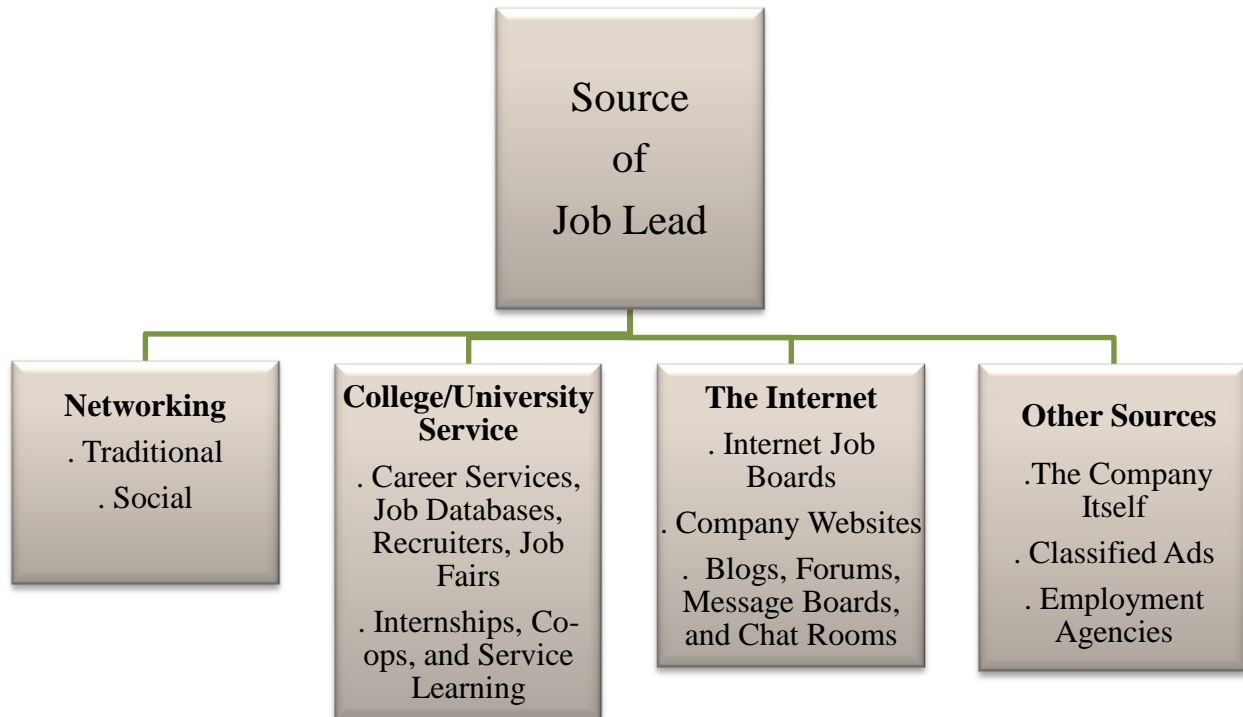 Source
of
Job Lead
Networking
. Traditional
. Social
College/University
Service
. Career Services,
Job Databases,
Recruiters, Job
Fairs
. Internships, Co-
ops, and Service
Learning
The Internet
. Internet Job
Boards
. Company Websites
. Blogs, Forums,
Message Boards,
and Chat Rooms
Other Sources
.The Company
Itself
. Classified Ads
. Employment
Agencies